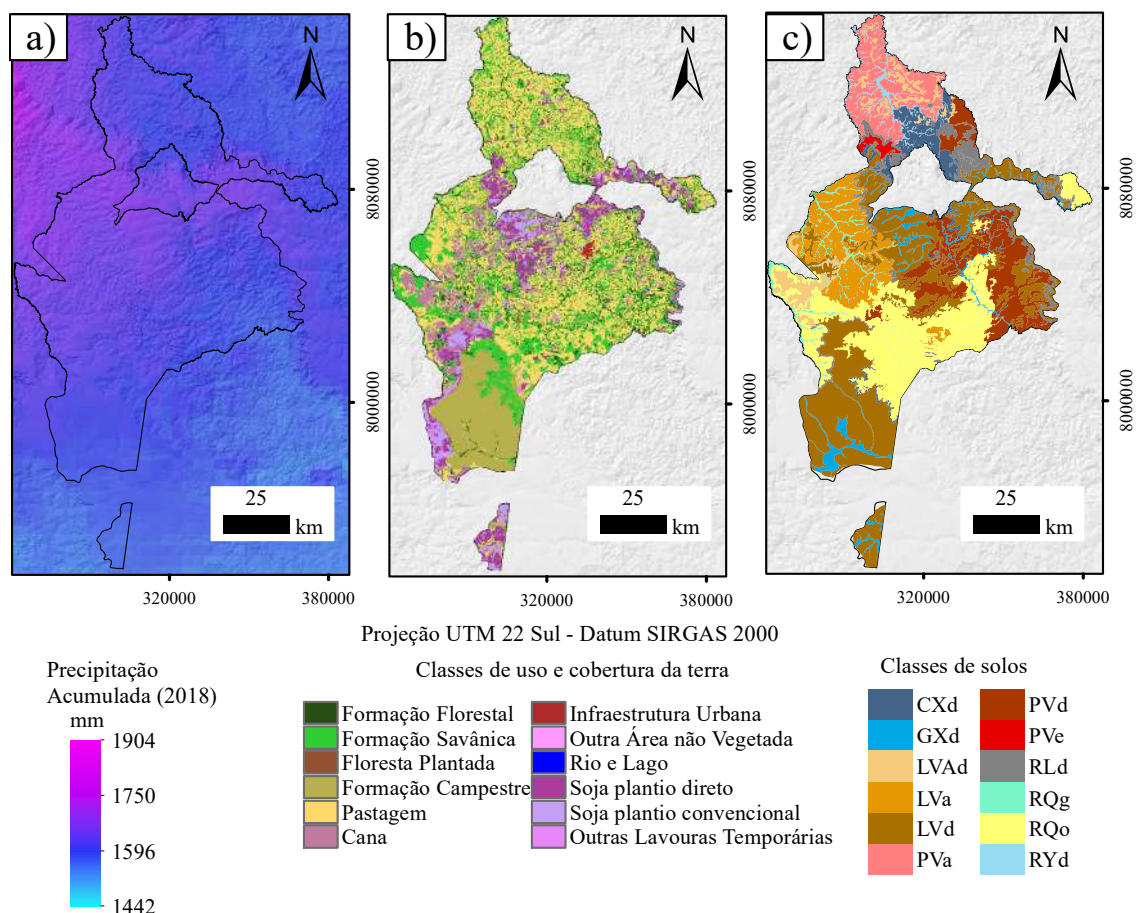 a)
N
b)
N
c)
N
8080000
8080000
8080000
8000000
8000000
8000000
25
km
25
km
25
km
320000
380000
320000
380000
320000
380000
Projeção UTM 22 Sul - Datum SIRGAS 2000
Precipitação
Acumulada (2018)
mm
1904
1750
1596
1442
Classes de uso e cobertura da terra
Formação Florestal
Formação Savânica
Floresta Plantada
Formação Campestre
Pastagem
Cana
Infraestrutura Urbana
Outra Área não Vegetada
Rio e Lago
Soja plantio direto
Soja plantio convencional
Outras Lavouras Temporárias
Classes de solos
CXd
GXd
LVAd
LVa
LVd
PVa
PVd
PVe
RLd
RQg
RQo
RYd